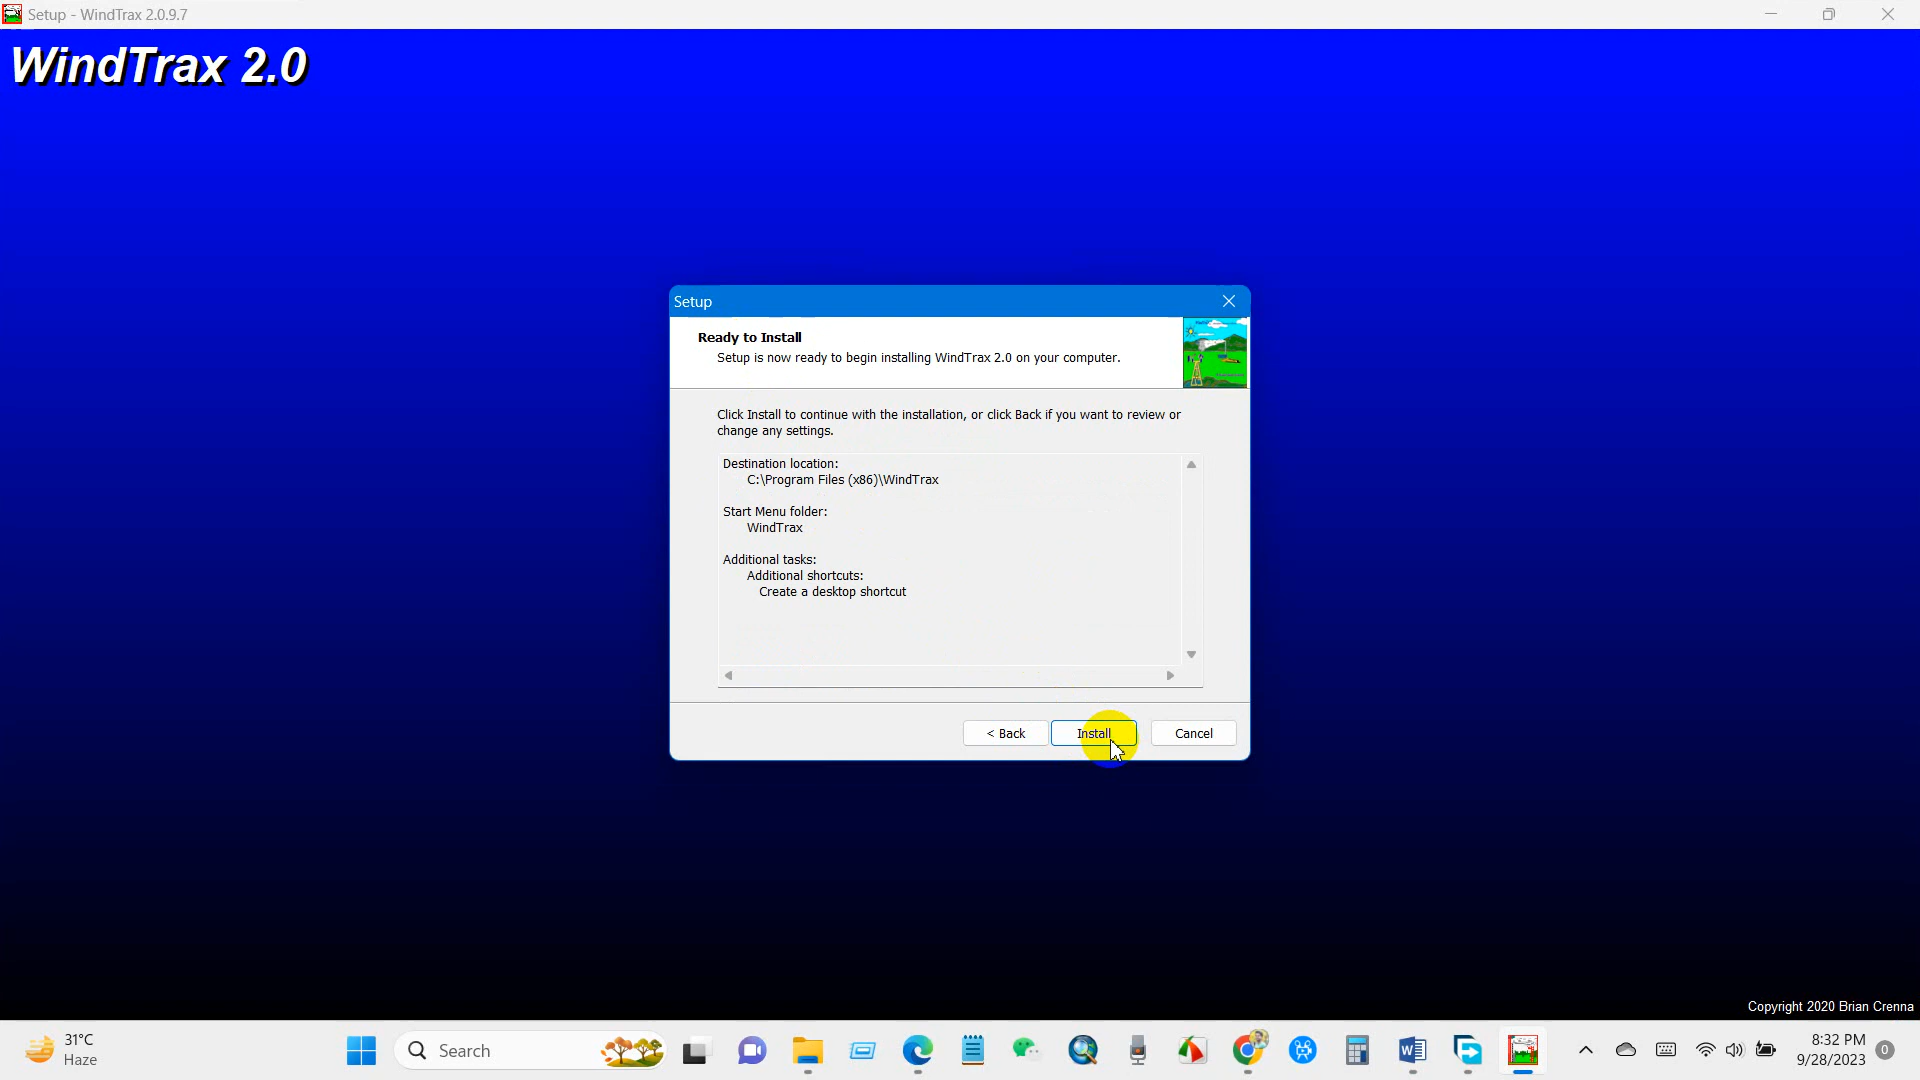 Setup - WindTrax 2.0.9.7
WindTrax 2.0
Setup
Ready to Install
Setup is now ready to begin installing WindTrax 2.0 on your computer.
Click Install to continue with the installation, or click Back if you want to review or
change any settings.
Destination location:
C:\Program Files (x86)\WindTrax
Start Menu folder:
WindTrax
Additional tasks:
Additional shortcuts:
Create a desktop shortcut
< Back
Install
Cancel
Copyright 2020 Brian Crenna
31°C
Haze
Search
8:32 PM
9/28/2023
0